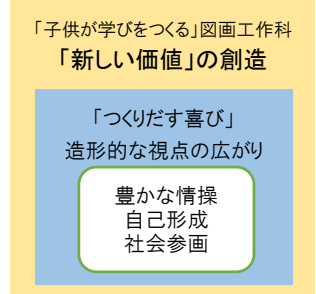 「子供が学びをつくる」図画工作科
「新しい価値」の創造
「つくりだす喜び」
造形的な視点の広がり
豊かな情操
自己形成
社会参画